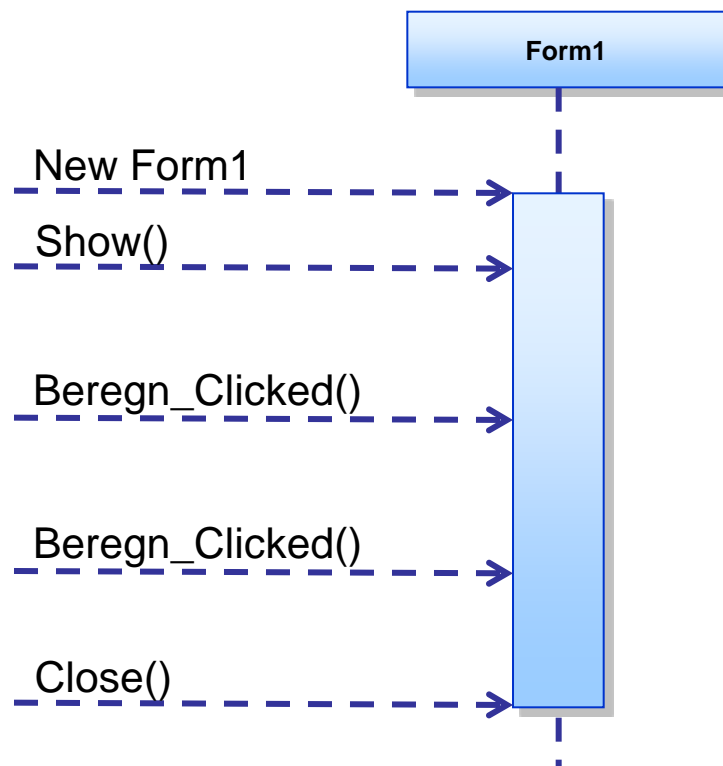 Form1
New Form1
Show()
Beregn_Clicked()
Beregn_Clicked()
Close()